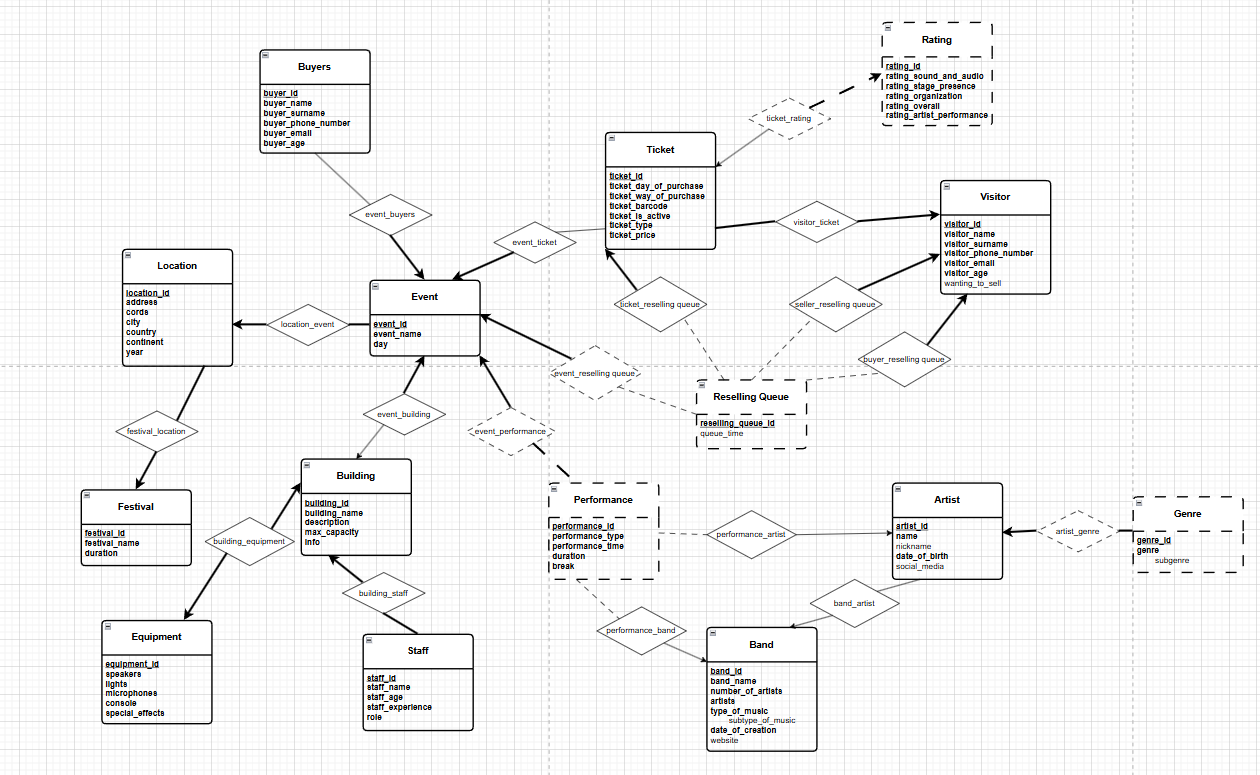 Rating
rating_id
rating_sound_and_audio
rating_stage_presence
rating_organization
rating_overall
rating_artist_performance
Buyers
buyer_id
buyer_name
buyer_surname
buyer_phone_number
buyer_email
buyer_age
ticket_rating
Ticket
ticket_id
ticket_day_of_purchase
ticket_way_of_purchase
ticket_barcode
ticket_is_active
ticket_type
ticket_price
Visitor
visitor_id
visitor_name
visitor_surname
visitor_phone_number
visitor_email
visitor_age
wanting_to_sell
event_buyers
visitor_ticket
event_ticket
Location
location_id
address
cords
city
country
continent
year
Event
event_id
event_name
day
location_event
ticket_reselling queue
seller_reselling queue
buyer_reselling queue
event_reselling queue
Reselling Queue
reselling_queue_id
queue_time
event_building
event_performance
festival_location
Building
building_id
building_name
description
max_capacity
info
Festival
festival_id
festival_name
duration
building_equipment
Performance
performance_id
performance_type
performance_time
duration
break
performance_artist
Artist
artist_id
name
nickname
date_of_birth
social_media
artist_genre
Genre
genre_id
genre
subgenre
building_staff
band_artist
performance_band
Equipment
equipment_id
speakers
lights
microphones
console
special_effects
Staff
staff_id
staff_name
staff_age
staff_experience
role
Band
band_id
band_name
number_of_artists
artists
type_of_music
subtype_of_music
date_of_creation
website